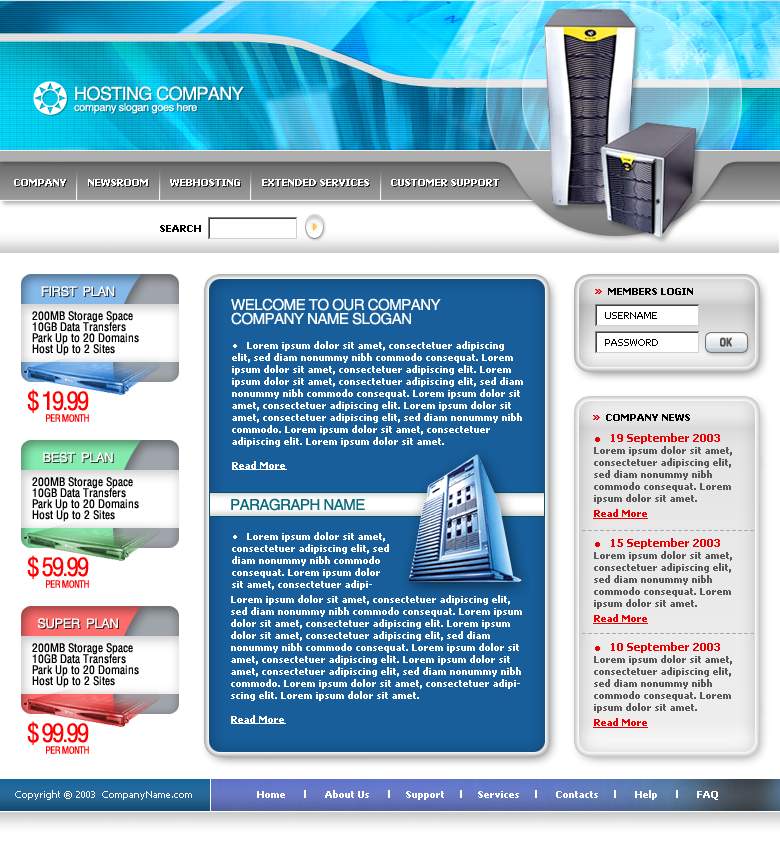 HOSTING COMPANY
company slogan goes here
COMPANY
NEWSROOM
WEBHOSTING
EXTENDED SERVICES
CUSTOMER SUPPORT
SEARCH
FIRST PLAN
200MB Storage Space
10GB Data Transfers
Park Up to 20 Domains
Host Up to 2 Sites
$ 19.99
PER MONTH
BEST PLAN
200MB Storage Space
10GB Data Transfers
Park Up to 20 Domains
Host Up to 2 Sites
$ 59.99
PER MONTH
SUPER PLAN
200MB Storage Space
10GB Data Transfers
Park Up to 20 Domains
Host Up to 2 Sites
$ 99.99
PER MONTH
WELCOME TO OUR COMPANY
COMPANY NAME SLOGAN
• Lorem ipsum dolor sit amet, consectetuer adipiscing
elit, sed diam nonummy nibh commodo consequat. Lorem
ipsum dolor sit amet, consectetuer adipiscing elit. Lorem
ipsum dolor sit amet, consectetuer adipiscing elit, sed diam
nonummy nibh commodo consequat. Lorem ipsum dolor sit
amet, consectetuer adipiscing elit. Lorem ipsum dolor sit
amet, consectetuer adipiscing elit, sed diam nonummy nibh
commodo. Lorem ipsum dolor sit amet, consectetuer
adipiscing elit. Lorem ipsum dolor sit amet.
Read More
PARAGRAPH NAME
• Lorem ipsum dolor sit amet,
consectetuer adipiscing elit, sed
diam nonummy nibh commodo
consequat. Lorem ipsum dolor
sit amet, consectetuer adipi-
Lorem ipsum dolor sit amet, consectetuer adipiscing elit,
sed diam nonummy nibh commodo consequat. Lorem ipsum
dolor sit amet, consectetuer adipiscing elit. Lorem ipsum
dolor sit amet, consectetuer adipiscing elit, sed diam
nonummy nibh commodo consequat. Lorem ipsum dolor sit
amet, consectetuer adipiscing elit. Lorem ipsum dolor sit
amet, consectetuer adipiscing elit, sed diam nonummy nibh
commodo. Lorem ipsum dolor sit amet, consectetuer adipi-
scing elit. Lorem ipsum dolor sit amet.
Read More
» MEMBERS LOGIN
USERNAME
PASSWORD
OK
» COMPANY NEWS
• 19 September 2003
Lorem ipsum dolor sit amet,
consectetuer adipiscing elit,
sed diam nonummy nibh
commodo consequat. Lorem
ipsum dolor sit amet.
Read More
• 15 September 2003
Lorem ipsum dolor sit amet,
consectetuer adipiscing elit,
sed diam nonummy nibh
commodo consequat. Lorem
ipsum dolor sit amet.
Read More
• 10 September 2003
Lorem ipsum dolor sit amet,
consectetuer adipiscing elit,
sed diam nonummy nibh
commodo consequat. Lorem
ipsum dolor sit amet.
Read More
Copyright ® 2003 CompanyName.com
Home | About Us | Support | Services | Contacts | Help | FAQ